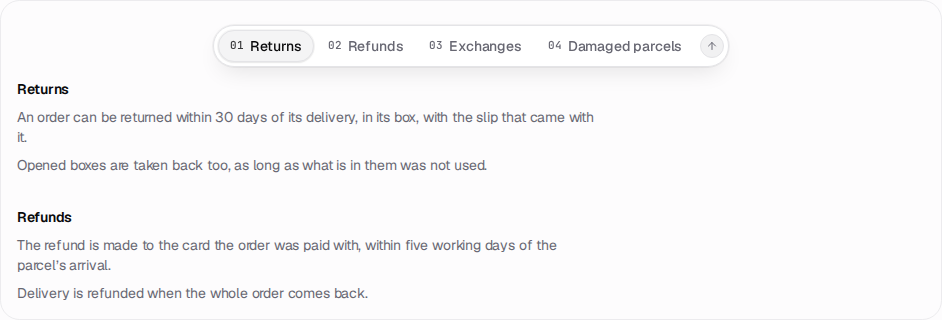 01 Returns 02 Refunds 03 Exchanges 04 Damaged parcels ↑
Returns
An order can be returned within 30 days of its delivery, in its box, with the slip that came with
it.
Opened boxes are taken back too, as long as what is in them was not used.
Refunds
The refund is made to the card the order was paid with, within five working days of the
parcel's arrival.
Delivery is refunded when the whole order comes back.